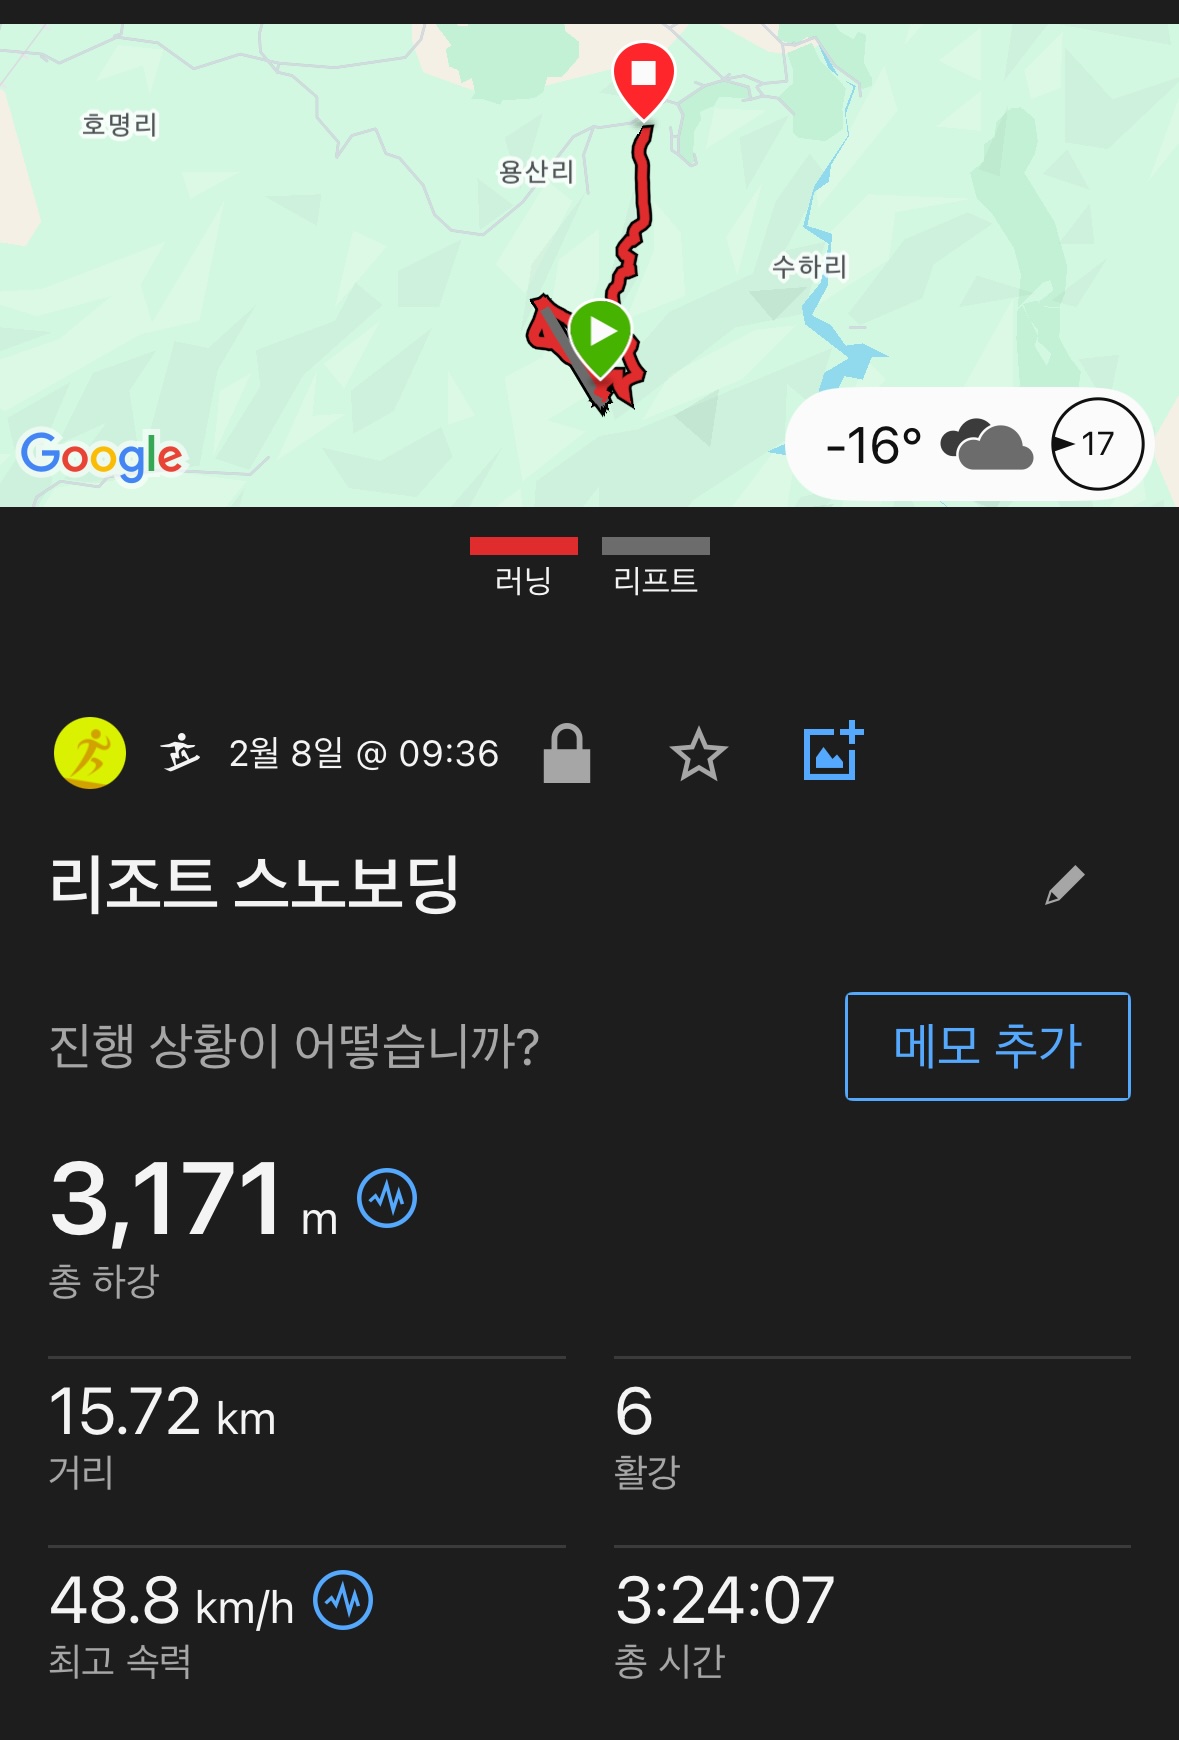 호명리
용산리
수하리
Google
-16° 17
러닝 리프트
2월 8일 @ 09:36
리조트 스노보딩
진행 상황이 어떻습니까? 메모 추가
3,171 m
총 하강
15.72 km 6
거리 활강
48.8 km/h 3:24:07
최고 속력 총 시간